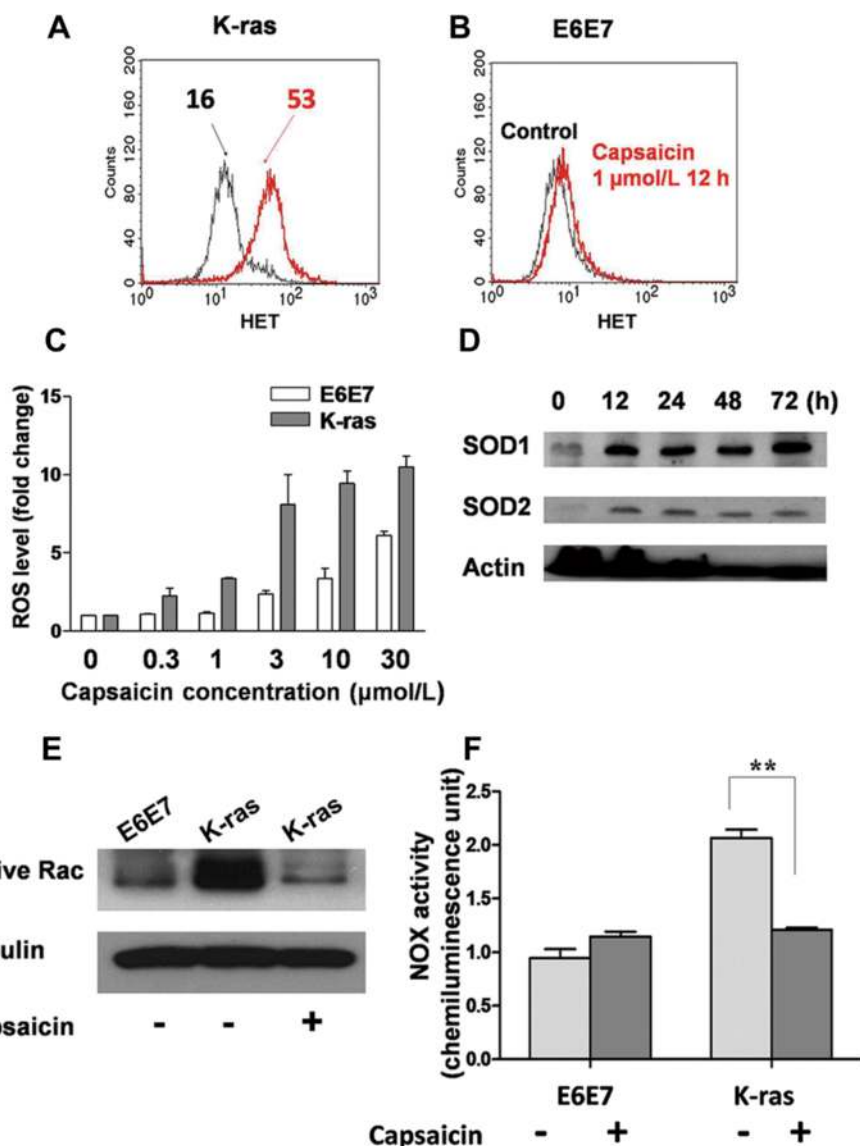 A
K-ras
200
160
120
80
40
0
Counts
16
53
10^0 10^1 10^2 10^3
HET
B
E6E7
200
160
120
80
40
0
Counts
Control
Capsaicin
1 µmol/L 12 h
10^0 10^1 10^2 10^3
HET
C
ROS level (fold change)
15
10
5
0
E6E7
K-ras
0 0.3 1 3 10 30
Capsaicin concentration (µmol/L)
D
0 12 24 48 72 (h)
SOD1
SOD2
Actin
E
E6E7 K-ras K-ras
ive Rac
ulin
psaicin - - +
F
NOX activity
(chemiluminescence unit)
2.5
2.0
1.5
1.0
0.5
0.0
**
E6E7 K-ras
Capsaicin - + - +